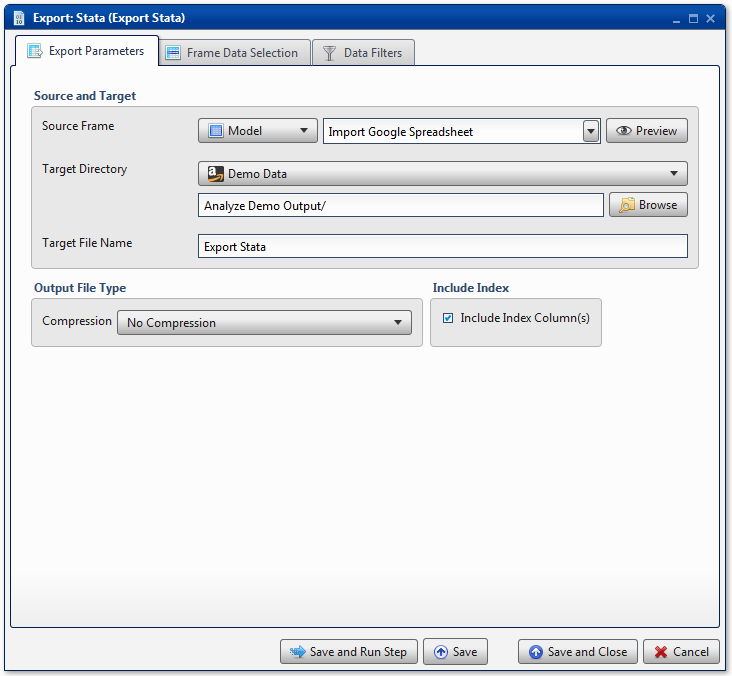 Export: Stata (Export Stata)
Export Parameters
Frame Data Selection
Data Filters
Source and Target
Source Frame
Model
Import Google Spreadsheet
Preview
Target Directory
Demo Data
Analyze Demo Output/
Browse
Target File Name
Export Stata
Output File Type
Include Index
Compression
No Compression
Include Index Column(s)
Save and Run Step
Save
Save and Close
Cancel